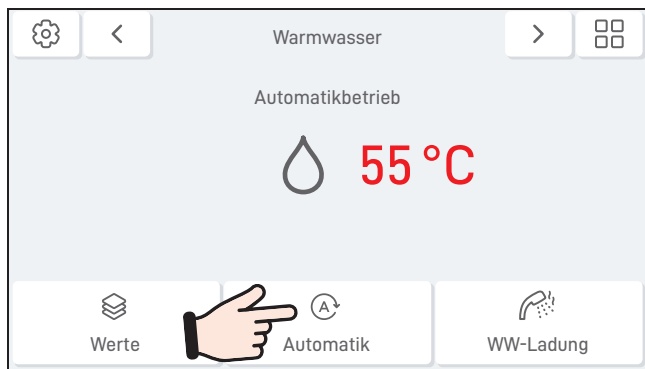 Warmwasser
Automatikbetrieb
55 °C
Werte
A
Automatik
WW-Ladung